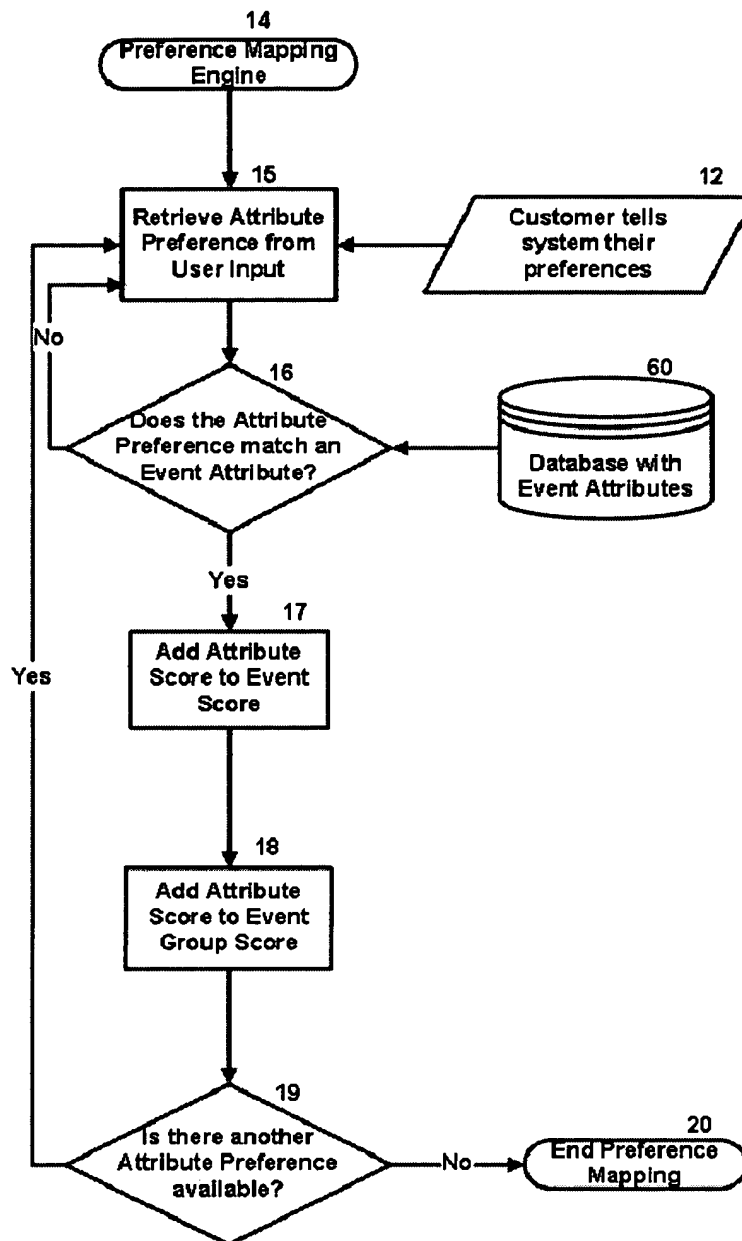 14
Preference Mapping
Engine
15
Retrieve Attribute
Preference from
User Input
12
Customer tells
system their
preferences
No
16
Does the Attribute
Preference match an
Event Attribute?
60
Database with
Event Attributes
Yes
17
Add Attribute
Score to Event
Score
Yes
18
Add Attribute
Score to Event
Group Score
19
Is there another
Attribute Preference
available?
No
20
End Preference
Mapping